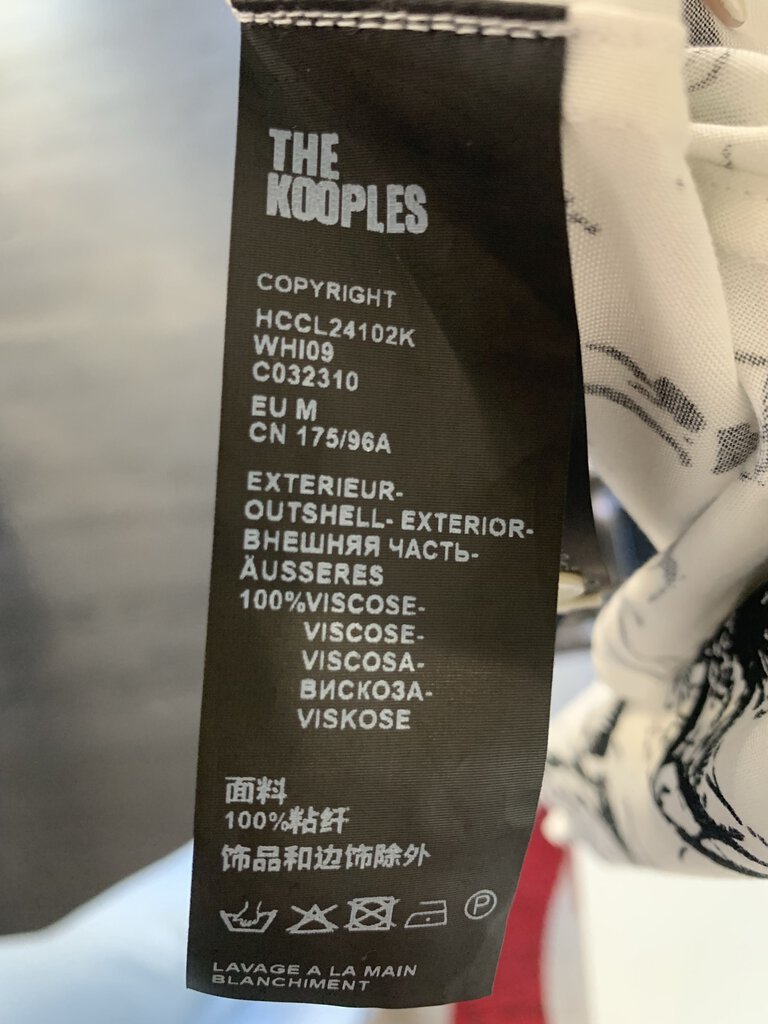 THE
KOOPLES
COPYRIGHT
HCCL24102K
WHI09
C032310
EU M
CN 175/96A
EXTERIEUR-
OUTSHELL- EXTERIOR-
ВНЕШНЯЯ ЧАСТЬ-
ÄUSSERES
100%VISCOSE-
VISCOSE-
VISCOSA-
ВИСКОЗА-
VISKOSE
面料
100%粘纤
饰品和边饰除外
P
LAVAGE A LA MAIN
BLANCHIMENT